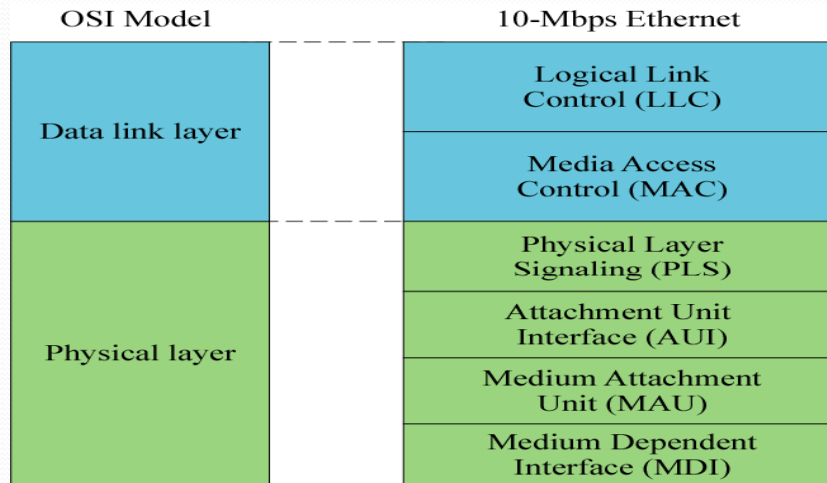 OSI Model
10-Mbps Ethernet
Data link layer
Logical Link
Control (LLC)
Media Access
Control (MAC)
Physical layer
Physical Layer
Signaling (PLS)
Attachment Unit
Interface (AUI)
Medium Attachment
Unit (MAU)
Medium Dependent
Interface (MDI)